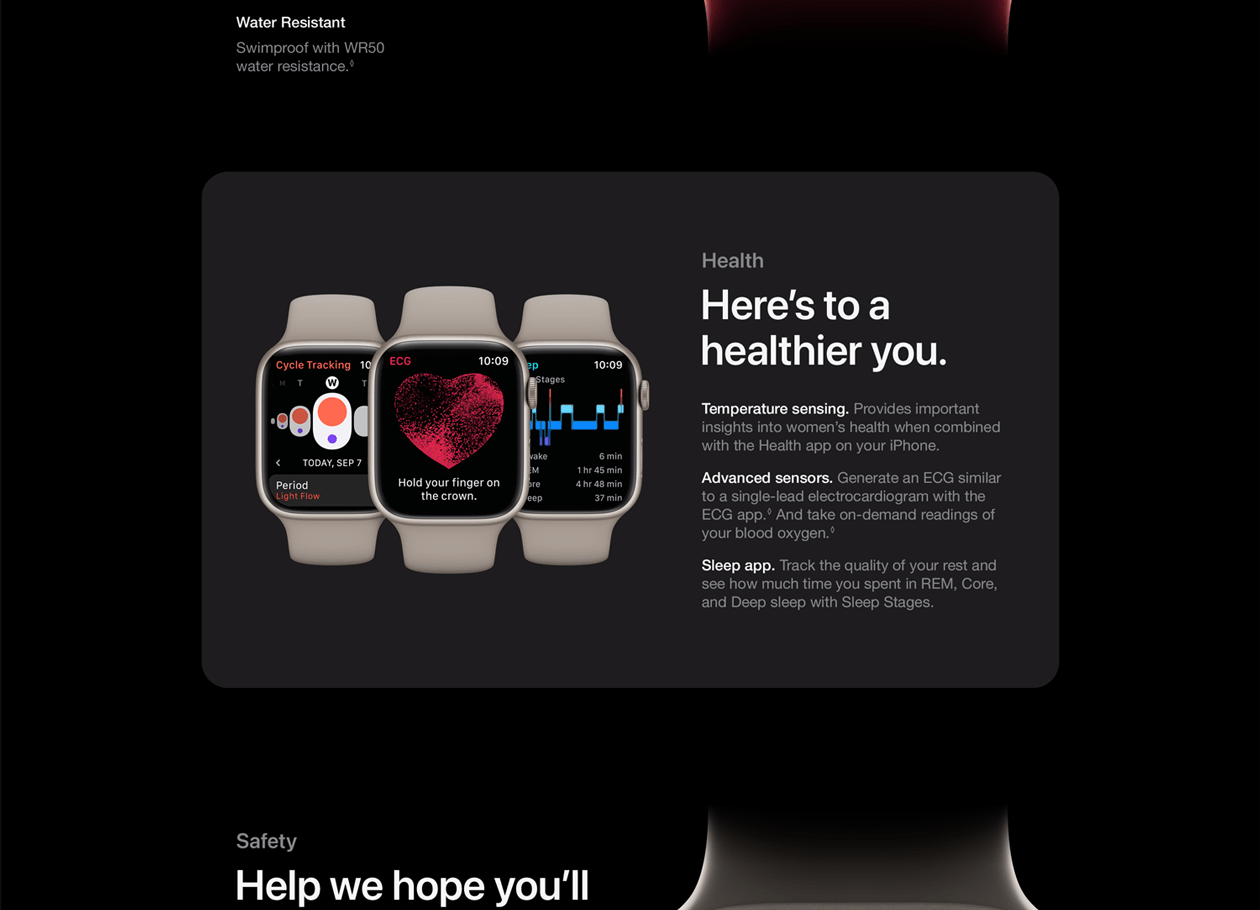 Water Resistant
Swimproof with WR50
water resistance.◊
Health
Here's to a
healthier you.
Temperature sensing. Provides important
insights into women's health when combined
with the Health app on your iPhone.
Advanced sensors. Generate an ECG similar
to a single-lead electrocardiogram with the
ECG app.◊ And take on-demand readings of
your blood oxygen.◊
Sleep app. Track the quality of your rest and
see how much time you spent in REM, Core,
and Deep sleep with Sleep Stages.
Cycle Tracking 10
M T W T
TODAY, SEP 7
Period
Light Flow
ECG 10:09
Hold your finger on
the crown.
ep 10:09
Stages
wake 6 min
EM 1 hr 45 min
ore 4 hr 48 min
eep 37 min
Safety
Help we hope you'll